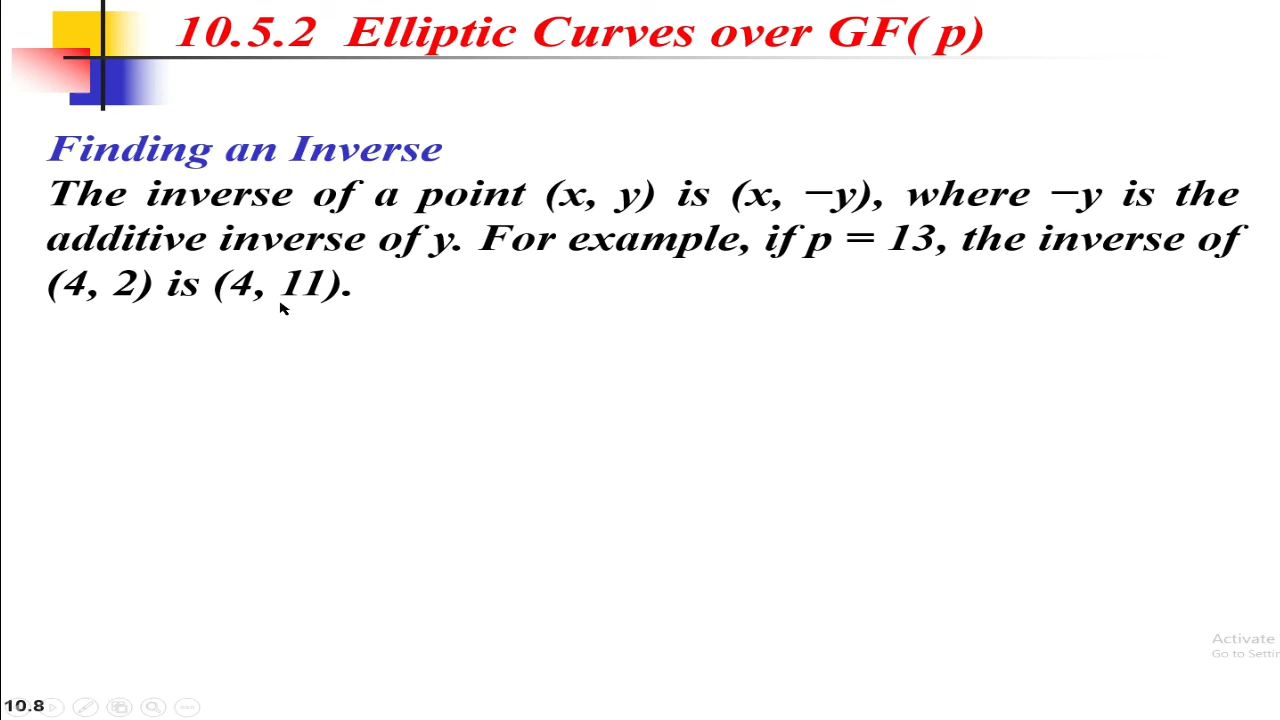 10.5.2 Elliptic Curves over GF( p)
Finding an Inverse
The inverse of a point (x, y) is (x, −y), where −y is the
additive inverse of y. For example, if p = 13, the inverse of
(4, 2) is (4, 11).
Activate
Go to Settin
10.8